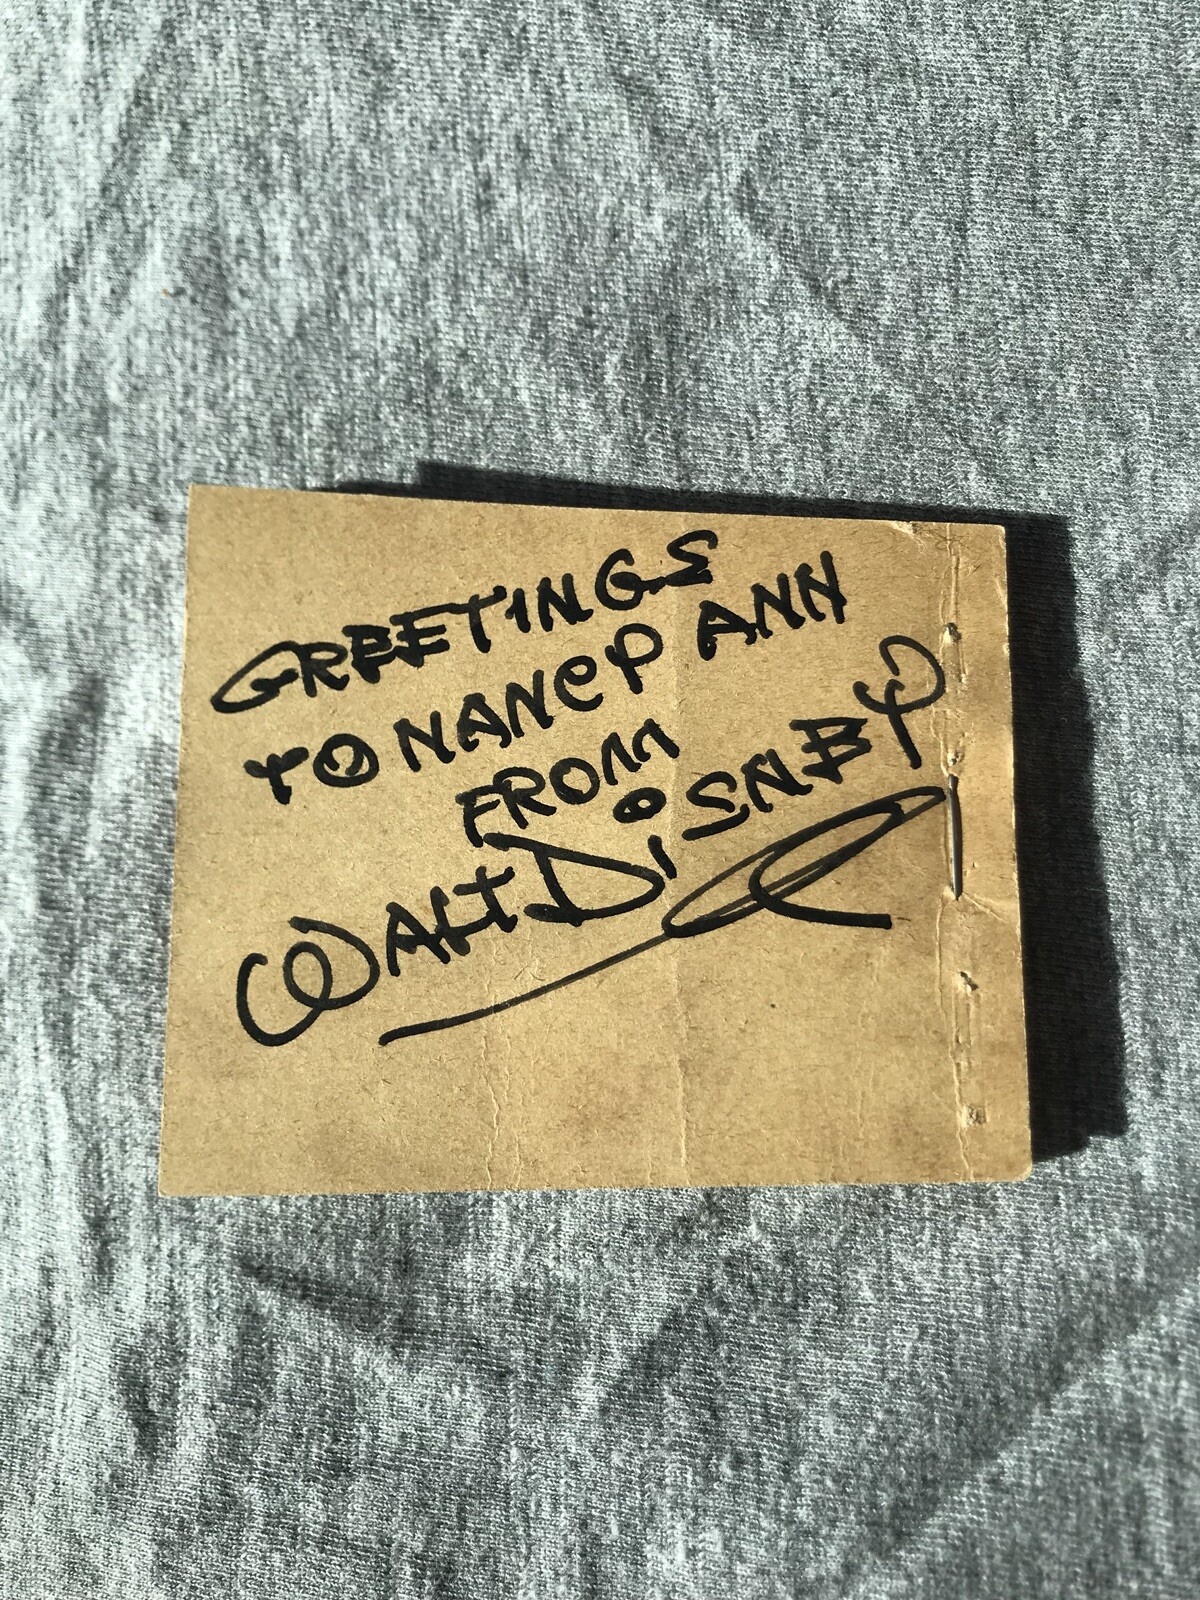 GREETINGS
TO NANCY ANN
FROM
WALT DISNEY